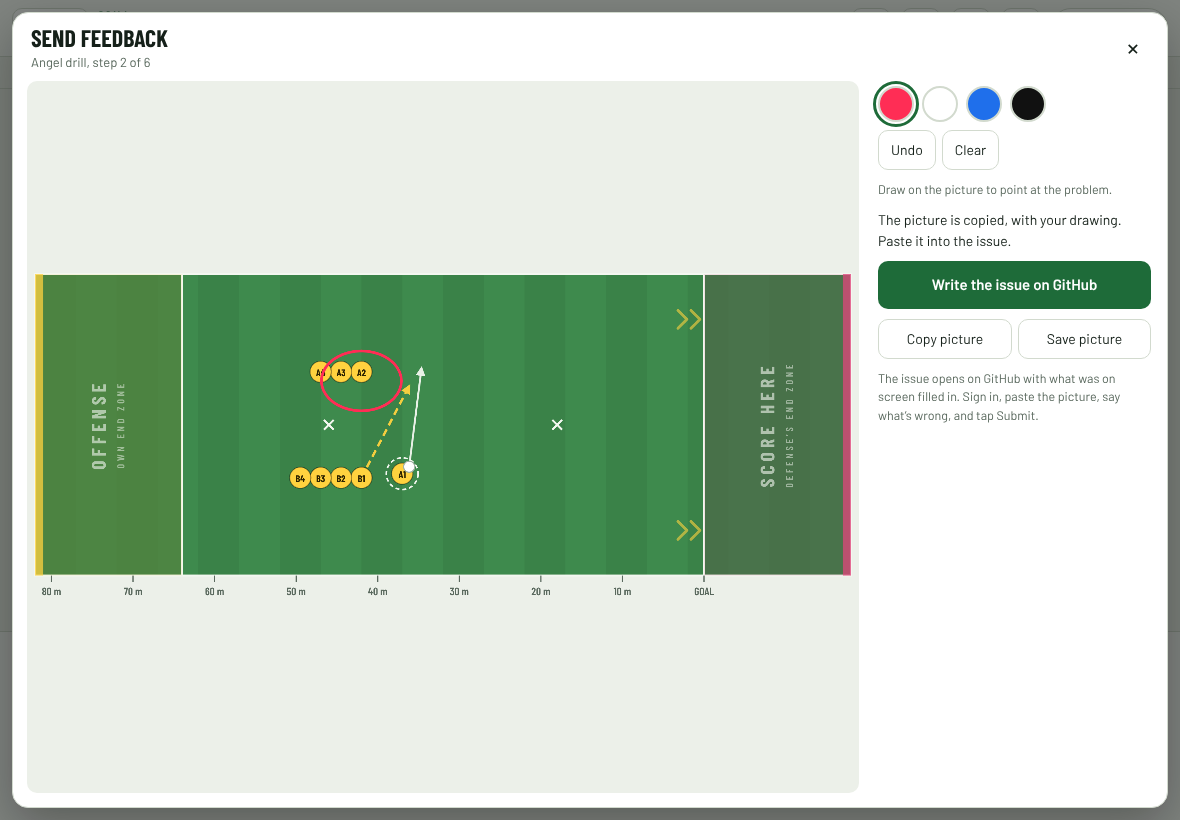 SEND FEEDBACK
Angel drill, step 2 of 6
Undo
Clear
Draw on the picture to point at the problem.
The picture is copied, with your drawing.
Paste it into the issue.
Write the issue on GitHub
Copy picture
Save picture
The issue opens on GitHub with what was on
screen filled in. Sign in, paste the picture, say
what's wrong, and tap Submit.
OFFENSE
OWN END ZONE
A3
A2
B4
B3
B2
B1
A1
SCORE HERE
DEFENSE'S END ZONE
80 m
70 m
60 m
50 m
40 m
30 m
20 m
10 m
GOAL